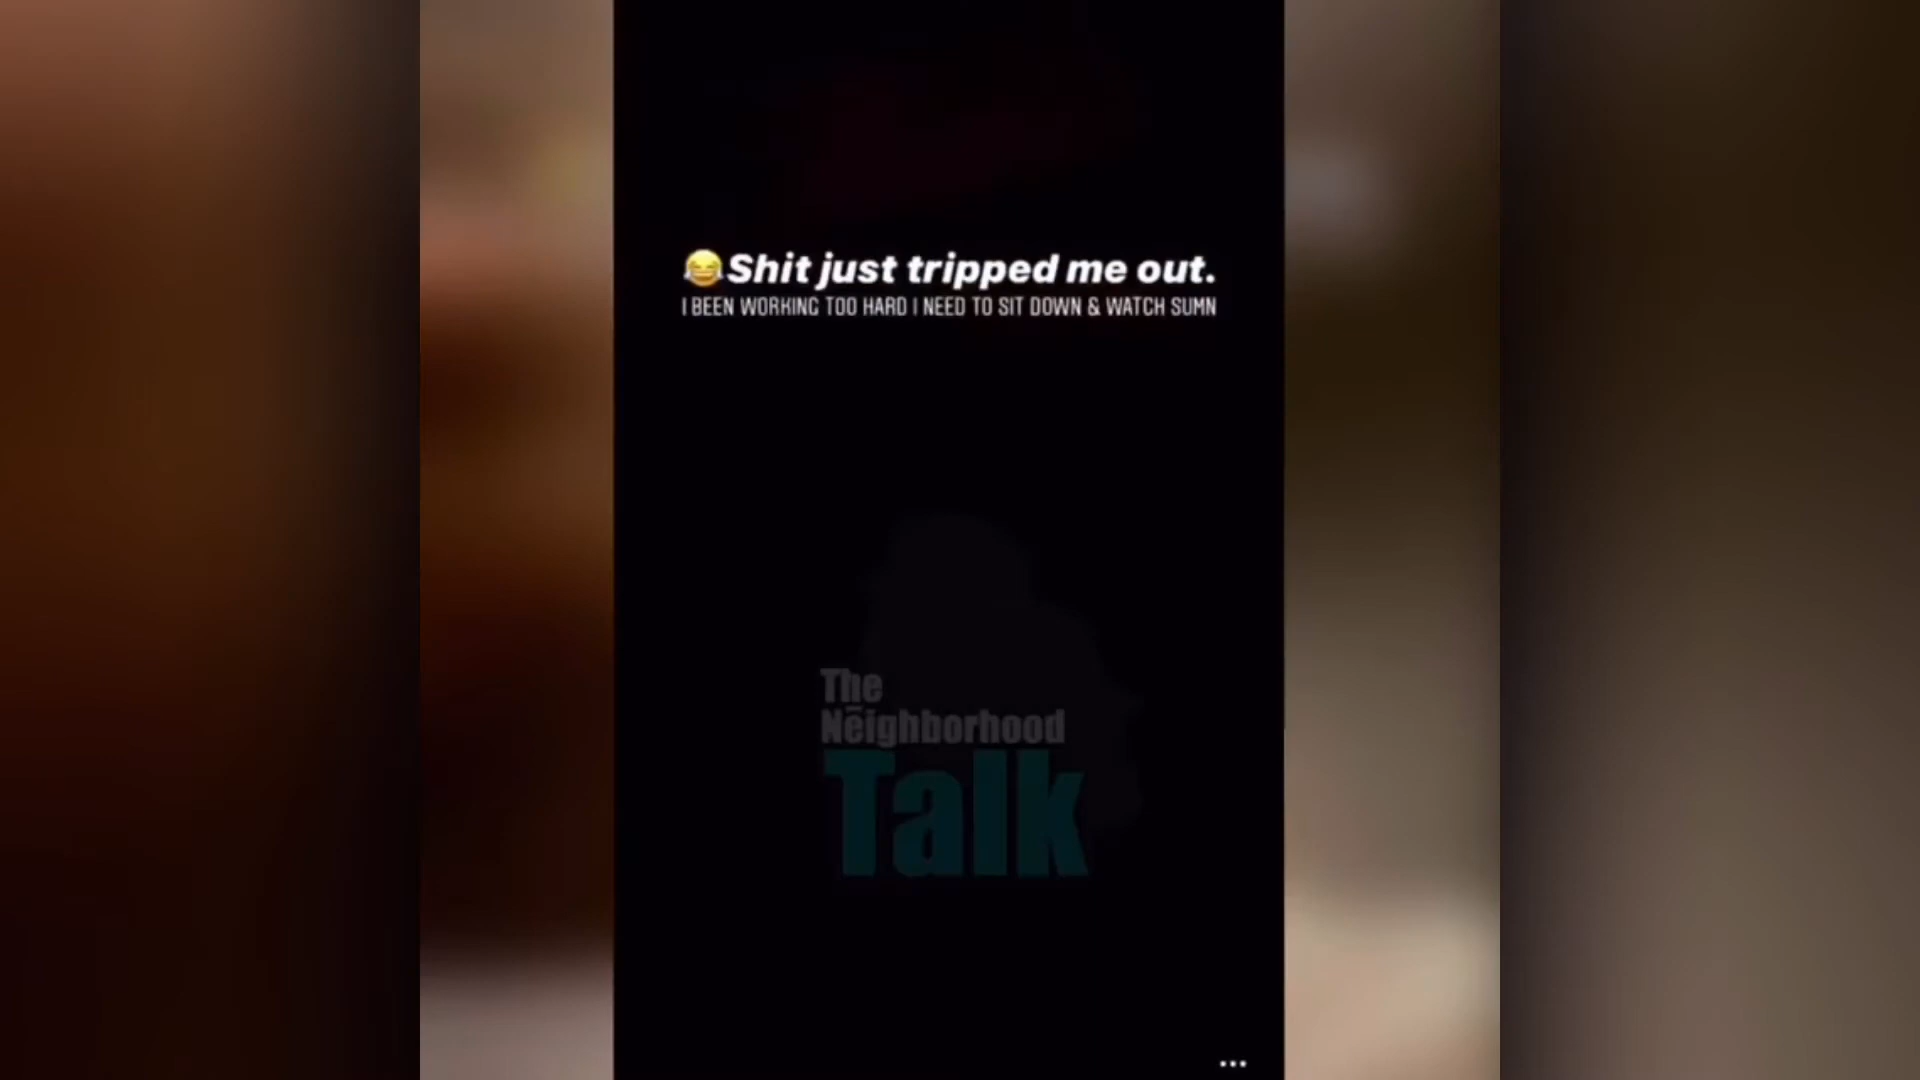 😂Shit just tripped me out.
I BEEN WORKING TOO HARD I NEED TO SIT DOWN & WATCH SUMN
The
Neighborhood
Talk
...